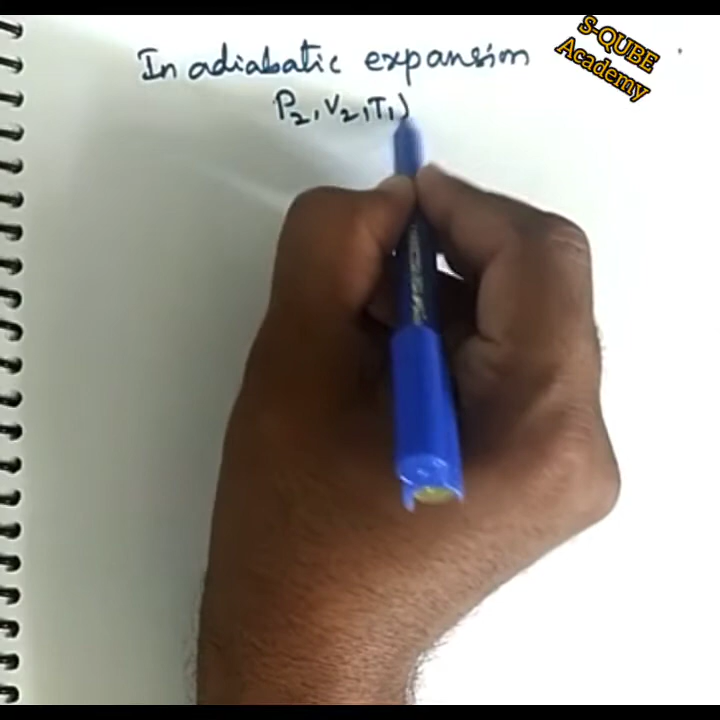 S-QUBE
Academy
In adiabatic expansion
P₂, V₂, T₁)